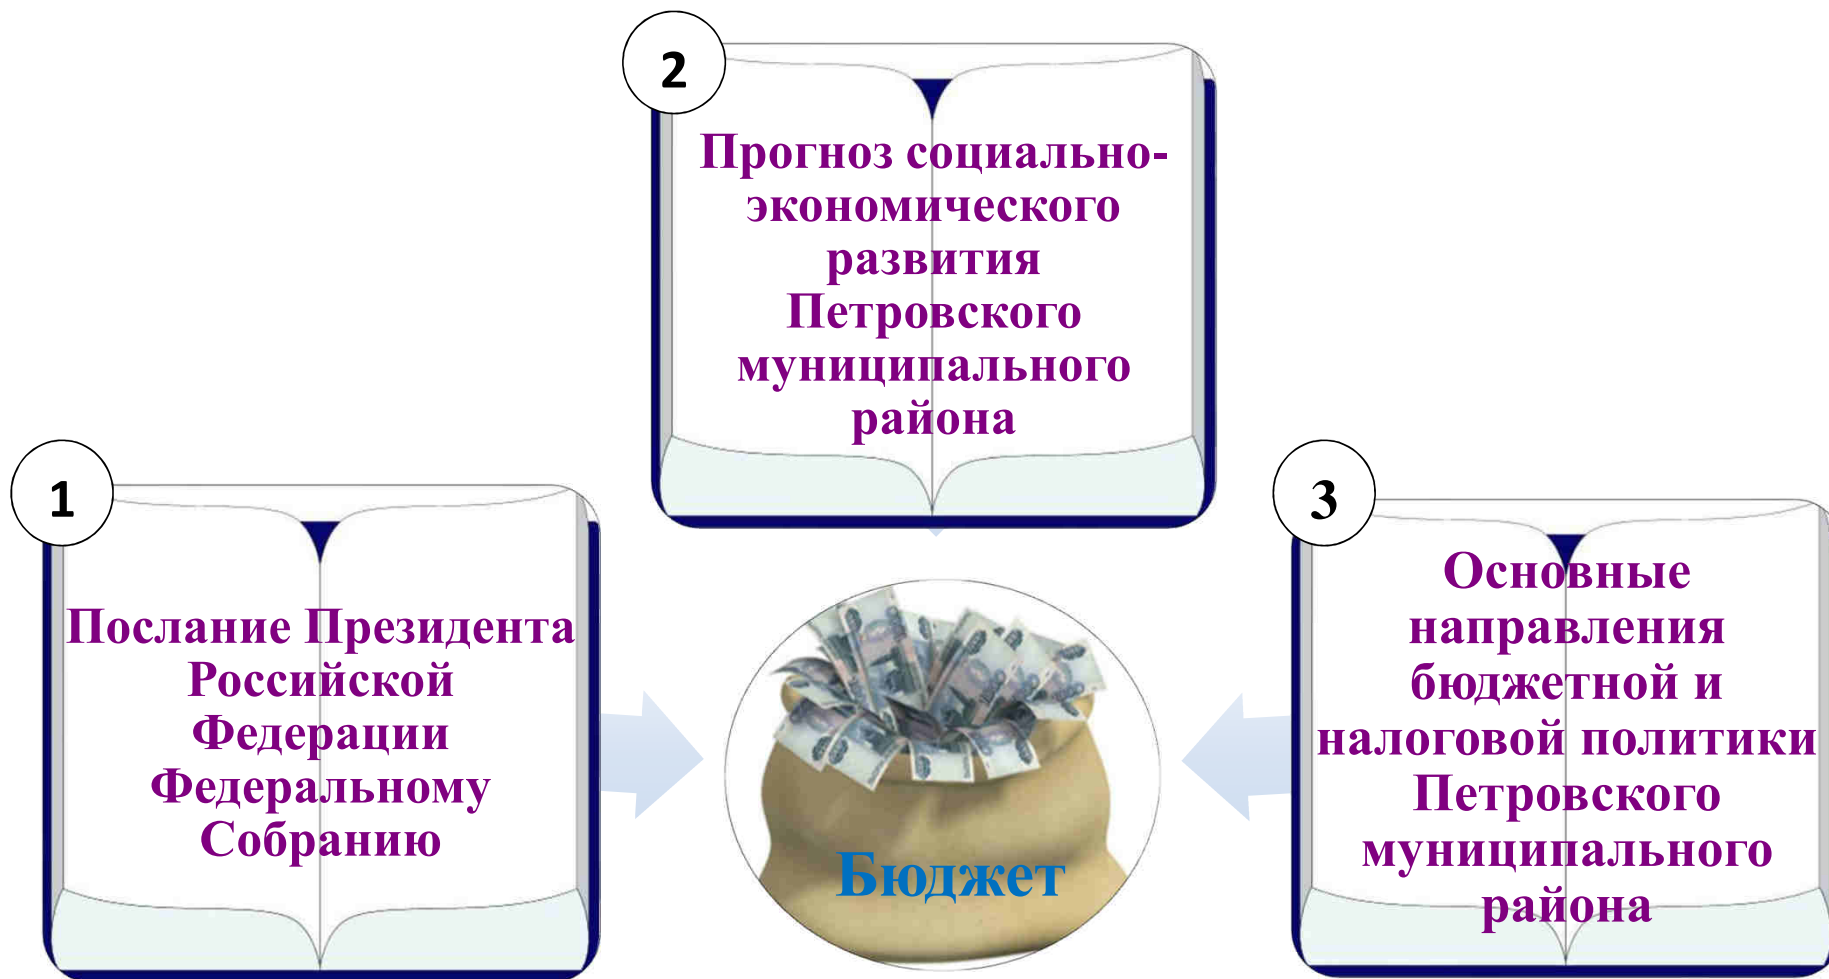 1
Послание Президента
Российской
Федерации
Федеральному
Собранию
2
Прогноз социально-
экономического
развития
Петровского
муниципального
района
3
Основные
направления
бюджетной и
налоговой политики
Петровского
муниципального
района
Бюджет